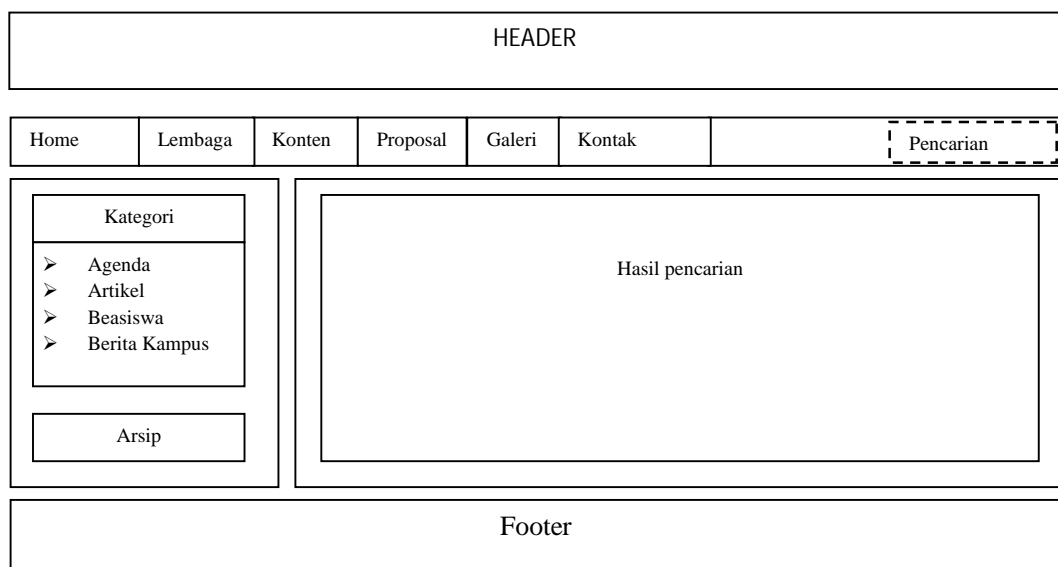 HEADER
Home Lembaga Konten Proposal Galeri Kontak Pencarian
Kategori
➢ Agenda
➢ Artikel
➢ Beasiswa
➢ Berita Kampus
Arsip
Hasil pencarian
Footer